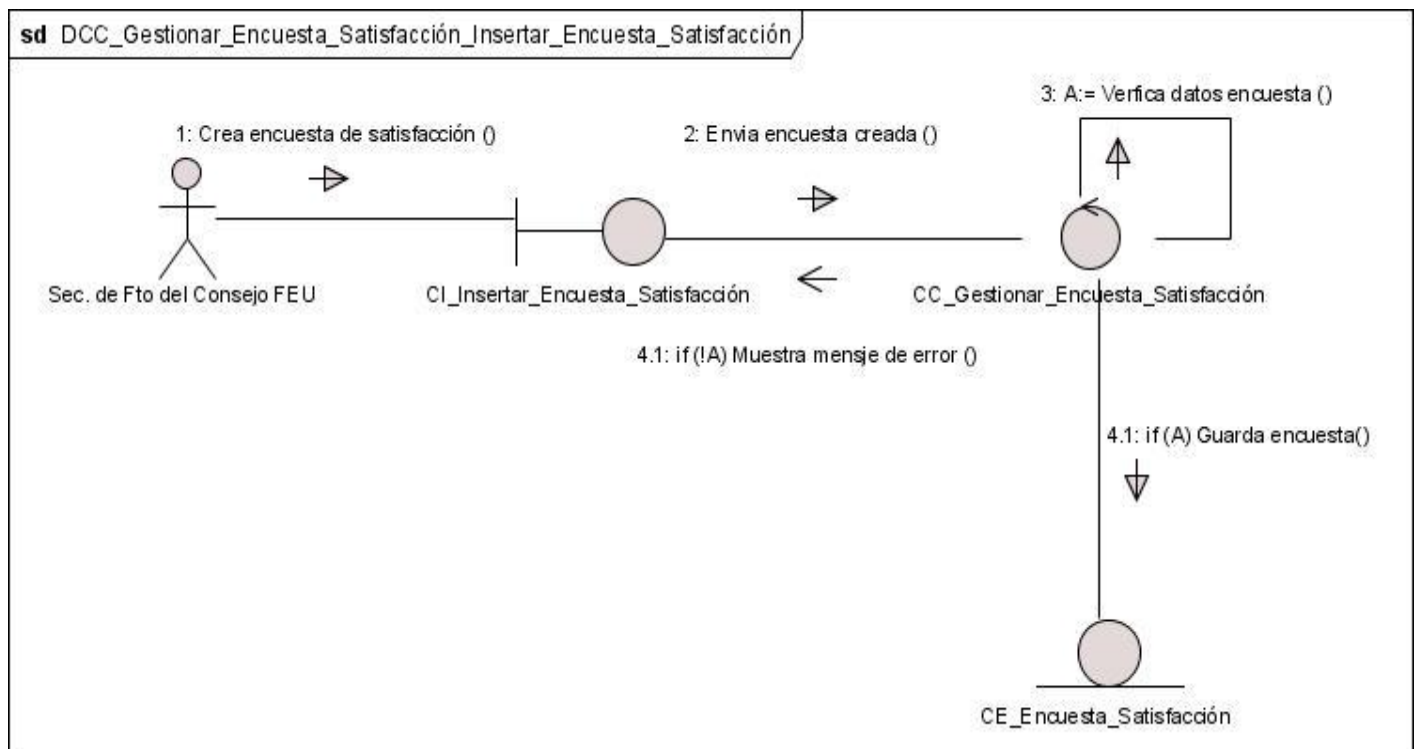 sd DCC_Gestionar_Encuesta_Satisfacción_Insertar_Encuesta_Satisfacción
3: A:= Verfica datos encuesta ()
1: Crea encuesta de satisfacción ()
2: Envia encuesta creada ()
Sec. de Fto del Consejo FEU
CI_Insertar_Encuesta_Satisfacción
CC_Gestionar_Encuesta_Satisfacción
4.1: if (!A) Muestra mensje de error ()
4.1: if (A) Guarda encuesta()
CE_Encuesta_Satisfacción